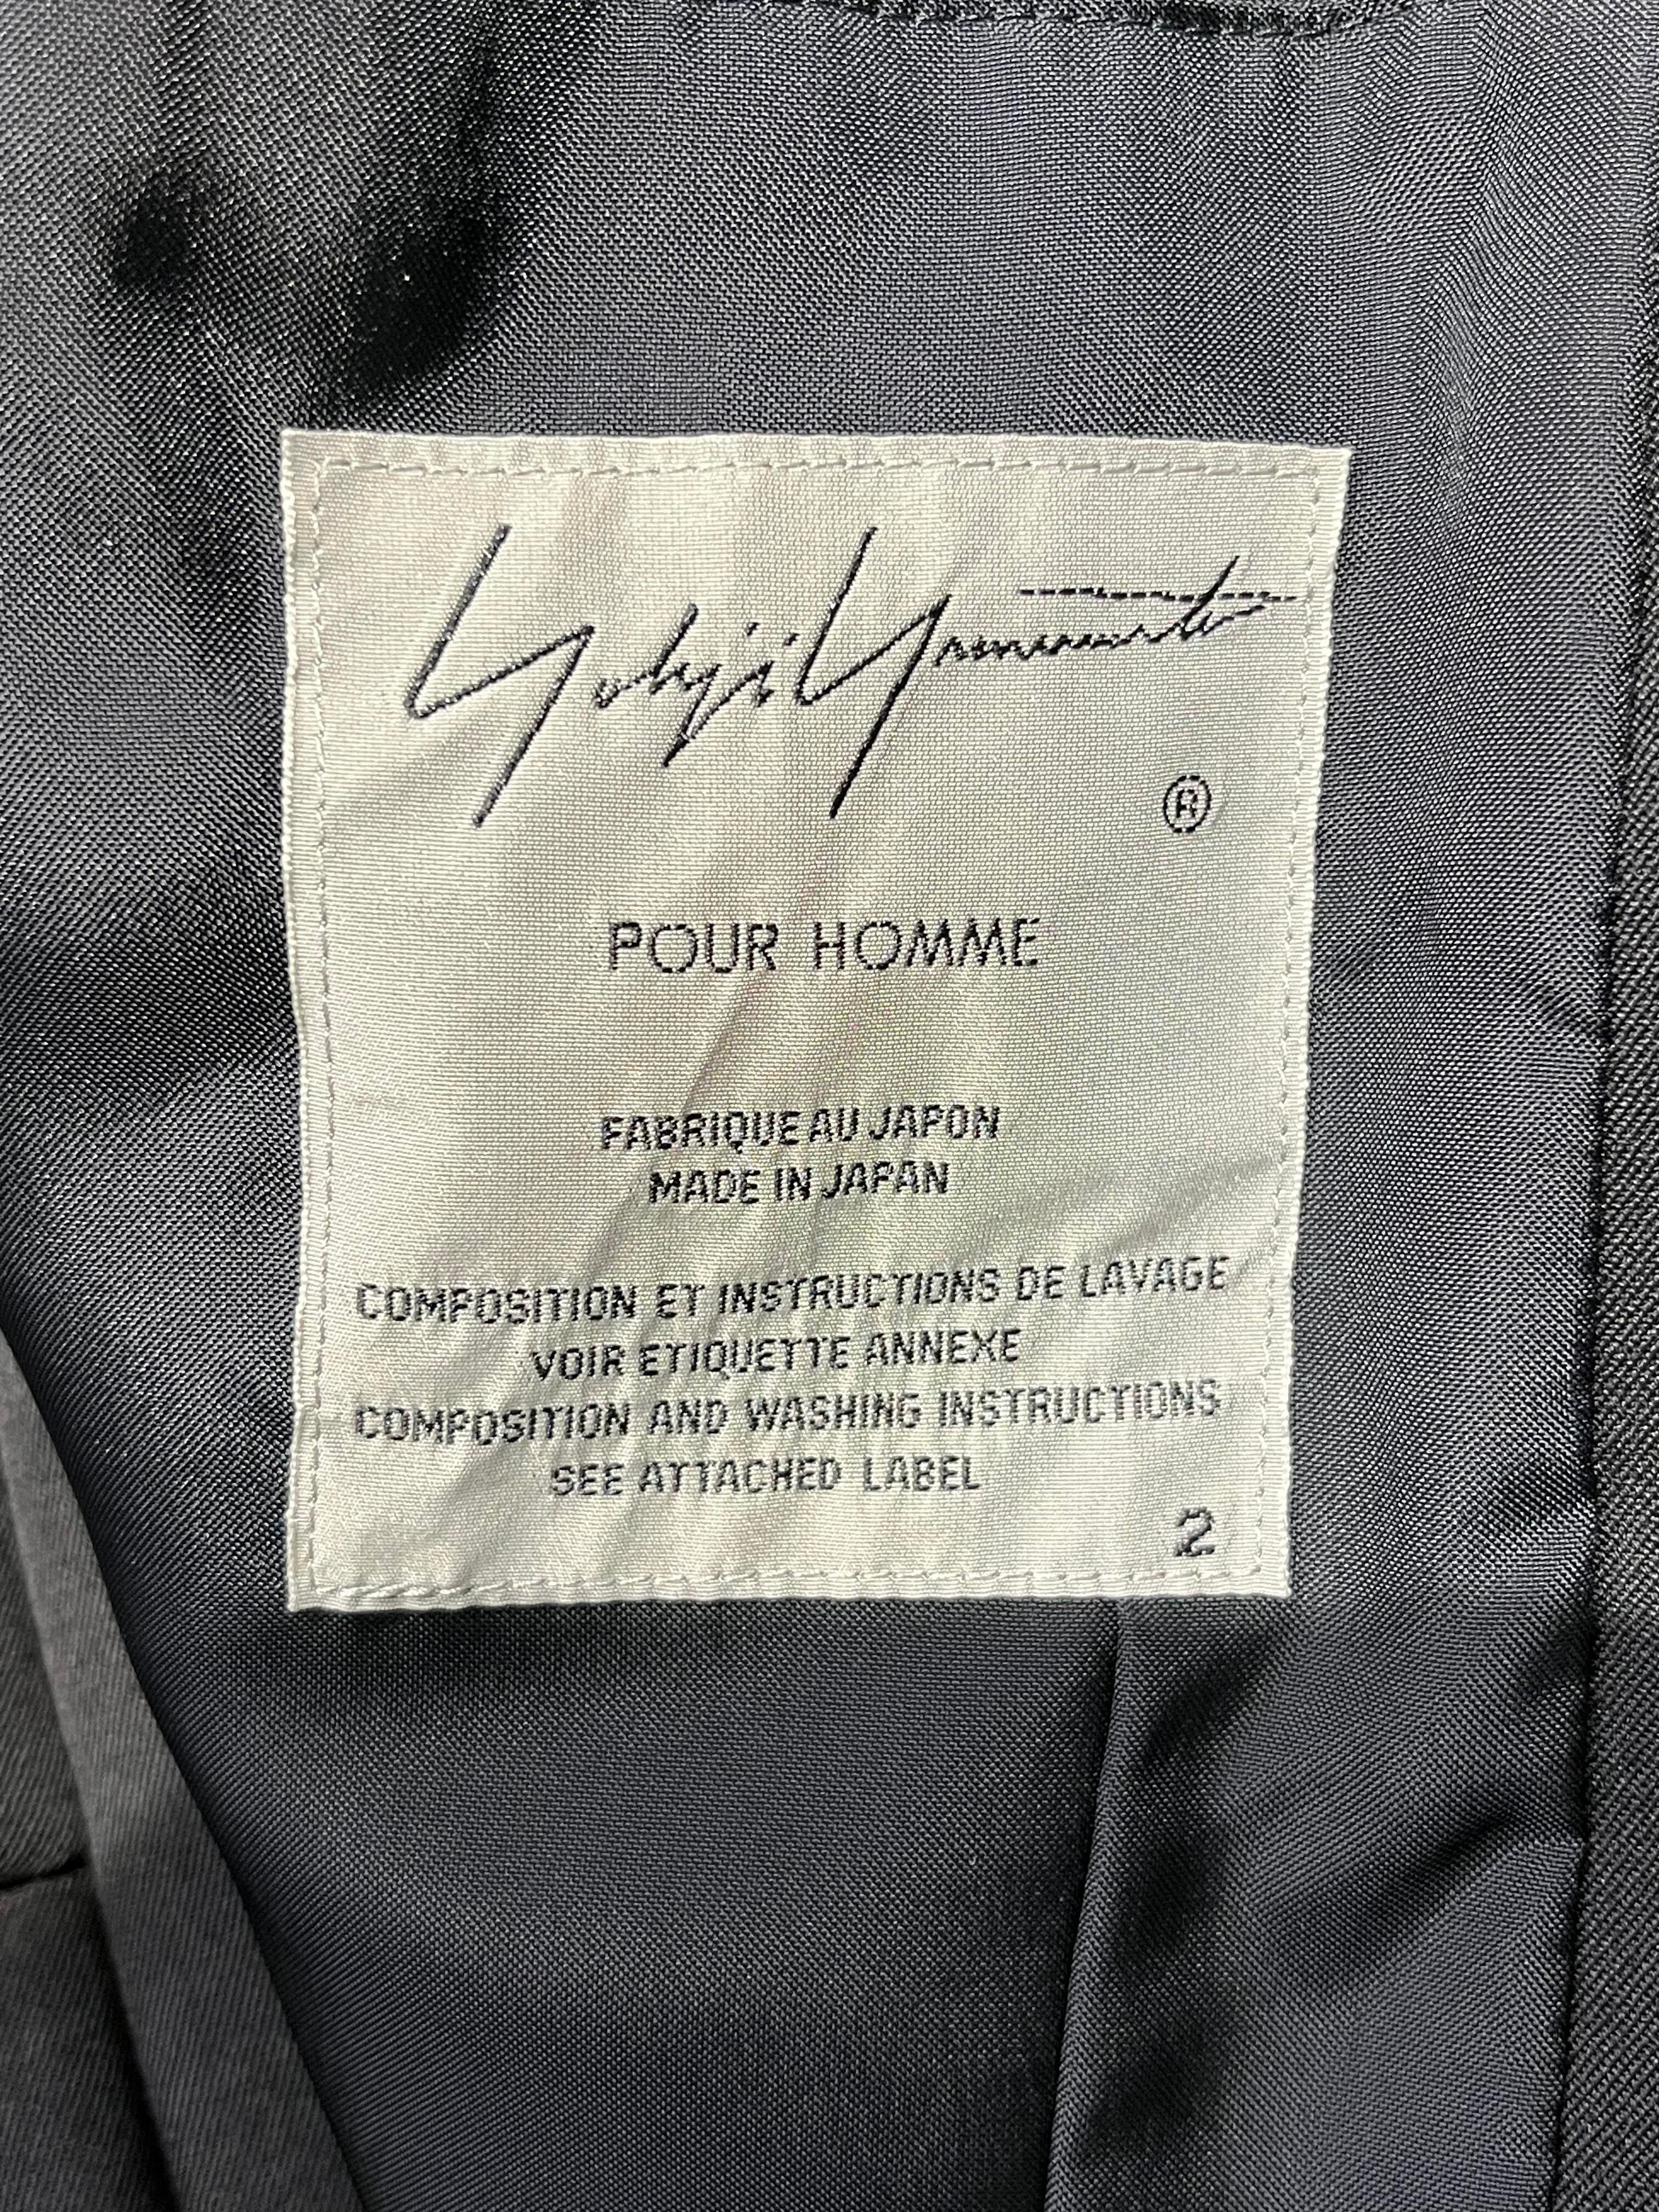 Yohji Yamamoto
®
POUR HOMME
FABRIQUE AU JAPON
MADE IN JAPAN
COMPOSITION ET INSTRUCTIONS DE LAVAGE
VOIR ETIQUETTE ANNEXE
COMPOSITION AND WASHING INSTRUCTIONS
SEE ATTACHED LABEL
2